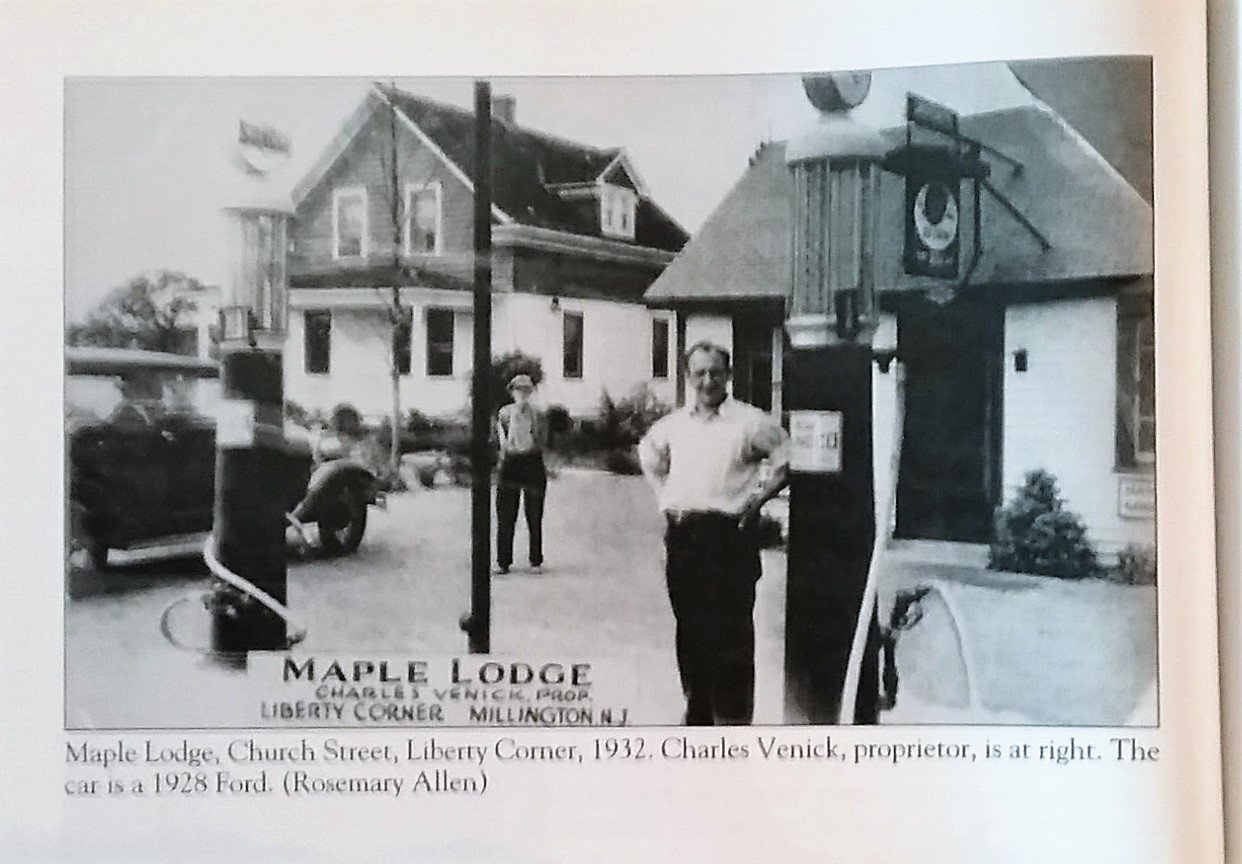 MAPLE LODGE
CHARLES VENICK, PROP.
LIBERTY CORNER MILLINGTON N.J.
Maple Lodge, Church Street, Liberty Corner, 1932. Charles Venick, proprietor, is at right. The
car is a 1928 Ford. (Rosemary Allen)